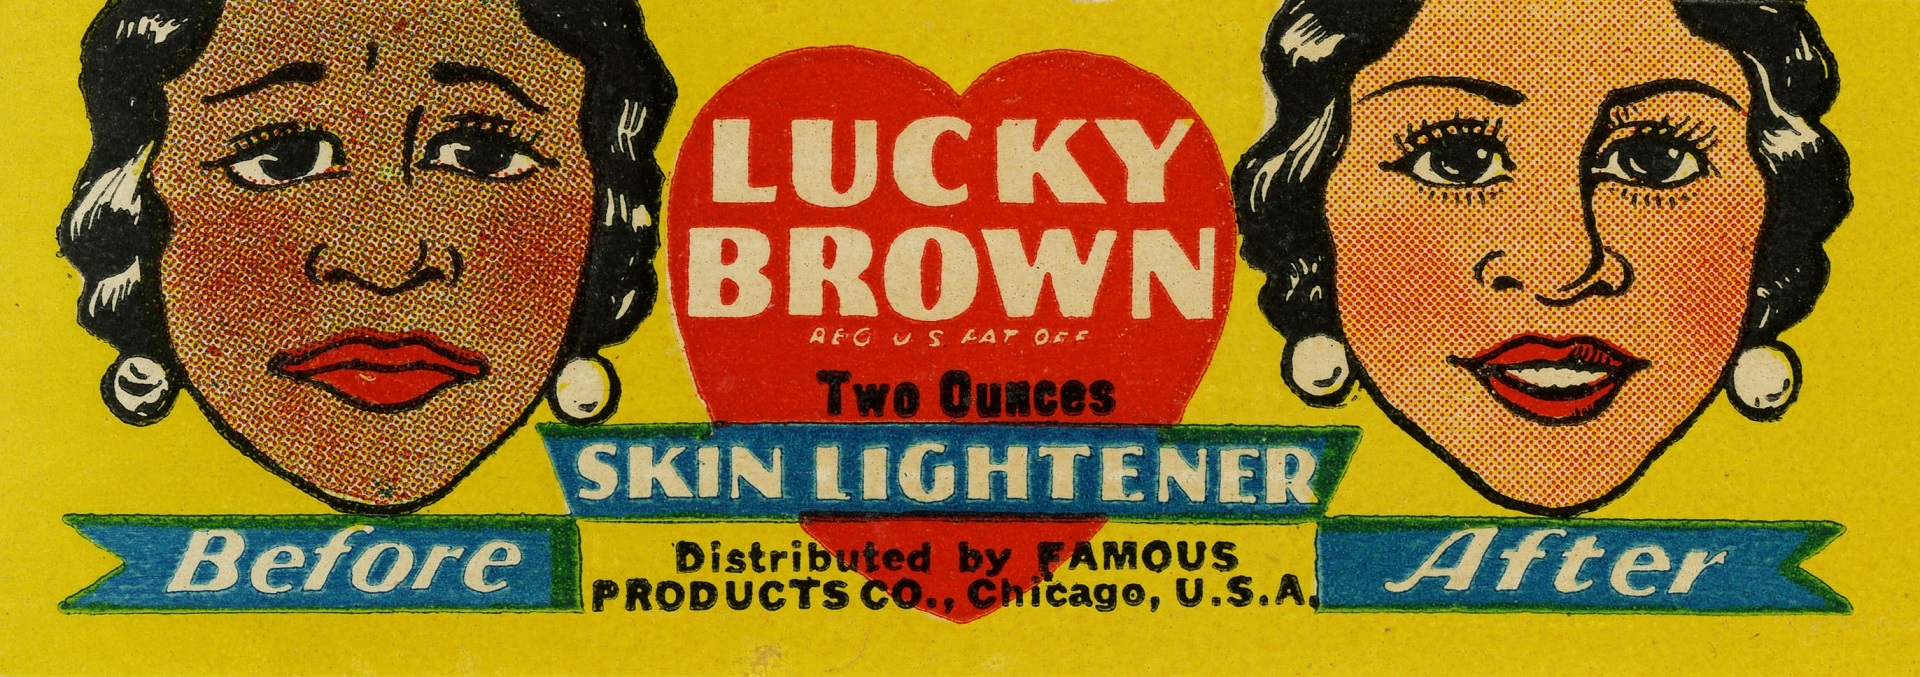 LUCKY
BROWN
REG U S PAT OFF
Two Ounces
SKIN LIGHTENER
Before
Distributed by FAMOUS
PRODUCTS CO., Chicago, U.S.A.
After